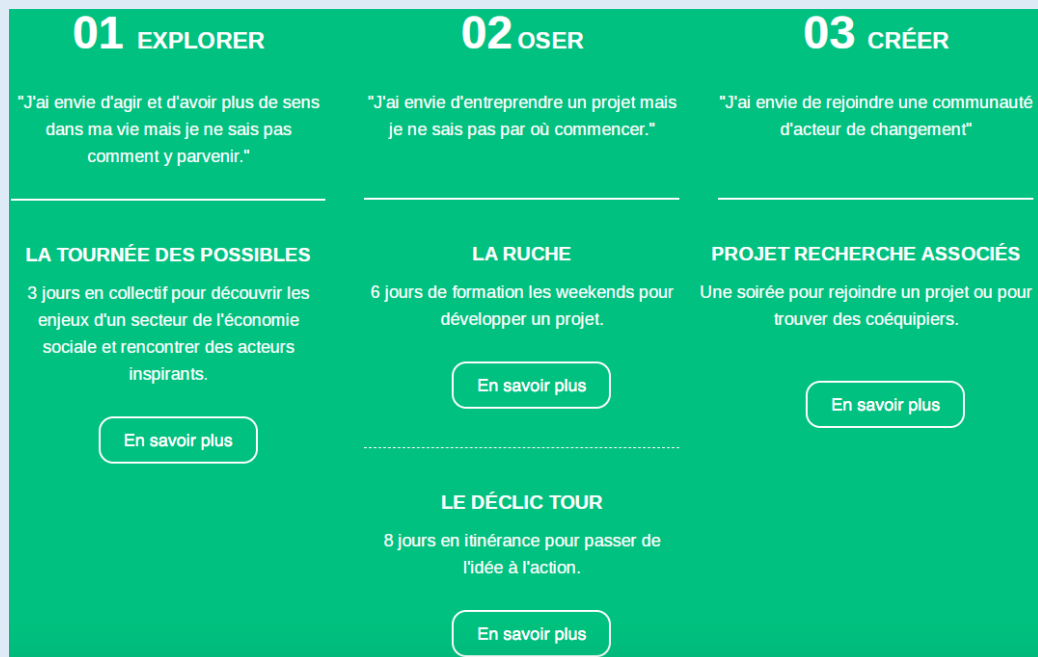 01 EXPLORER
"J'ai envie d'agir et d'avoir plus de sens
dans ma vie mais je ne sais pas
comment y parvenir."
LA TOURNÉE DES POSSIBLES
3 jours en collectif pour découvrir les
enjeux d'un secteur de l'économie
sociale et rencontrer des acteurs
inspirants.
En savoir plus
02 OSER
"J'ai envie d'entreprendre un projet mais
je ne sais pas par où commencer."
LA RUCHE
6 jours de formation les weekends pour
développer un projet.
En savoir plus
LE DÉCLIC TOUR
8 jours en itinérance pour passer de
l'idée à l'action.
En savoir plus
03 CRÉER
"J'ai envie de rejoindre une communauté
d'acteur de changement"
PROJET RECHERCHE ASSOCIÉS
Une soirée pour rejoindre un projet ou pour
trouver des coéquipiers.
En savoir plus